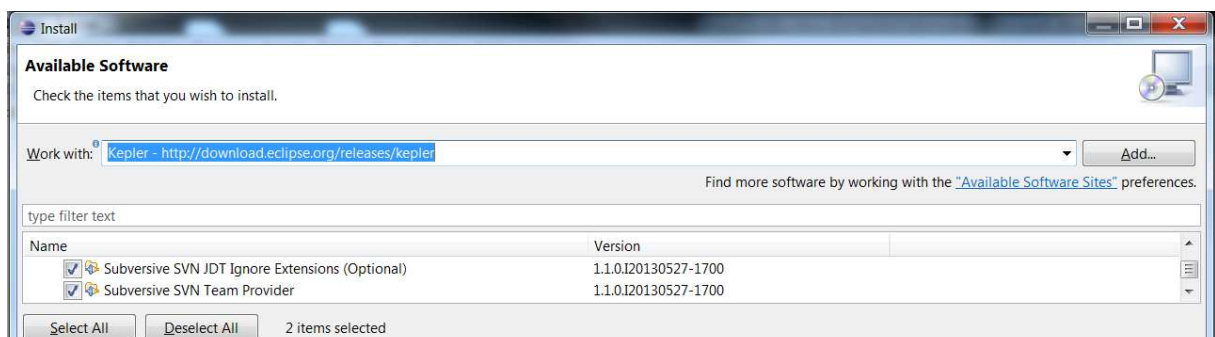 Install
Available Software
Check the items that you wish to install.
Work with: Kepler - http://download.eclipse.org/releases/kepler Add...
Find more software by working with the "Available Software Sites" preferences.
type filter text
Name Version
Subversive SVN JDT Ignore Extensions (Optional) 1.1.0.I20130527-1700
Subversive SVN Team Provider 1.1.0.I20130527-1700
Select All Deselect All 2 items selected